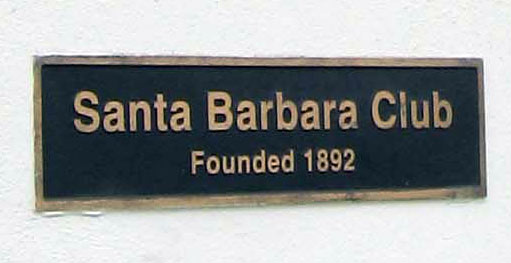 Santa Barbara Club
Founded 1892